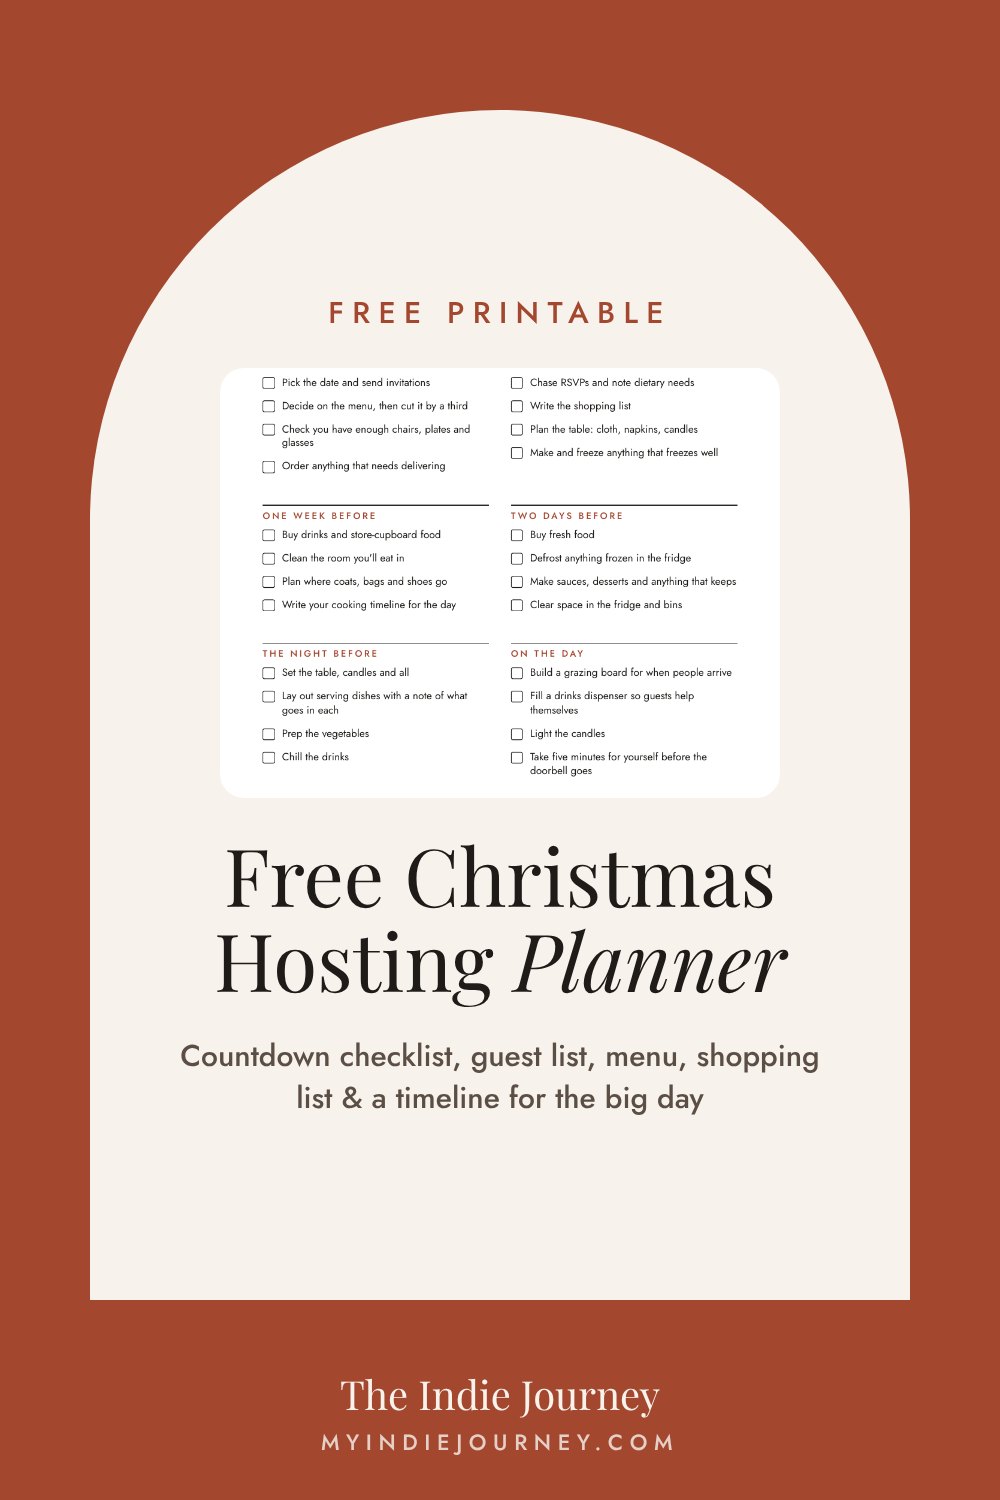 FREE PRINTABLE
Pick the date and send invitations
Decide on the menu, then cut it by a third
Check you have enough chairs, plates and
glasses
Order anything that needs delivering
Chase RSVPs and note dietary needs
Write the shopping list
Plan the table: cloth, napkins, candles
Make and freeze anything that freezes well
ONE WEEK BEFORE
Buy drinks and store-cupboard food
Clean the room you'll eat in
Plan where coats, bags and shoes go
Write your cooking timeline for the day
TWO DAYS BEFORE
Buy fresh food
Defrost anything frozen in the fridge
Make sauces, desserts and anything that keeps
Clear space in the fridge and bins
THE NIGHT BEFORE
Set the table, candles and all
Lay out serving dishes with a note of what
goes in each
Prep the vegetables
Chill the drinks
ON THE DAY
Build a grazing board for when people arrive
Fill a drinks dispenser so guests help
themselves
Light the candles
Take five minutes for yourself before the
doorbell goes
Free Christmas
Hosting Planner
Countdown checklist, guest list, menu, shopping
list & a timeline for the big day
The Indie Journey
MYINDIEJOURNEY.COM